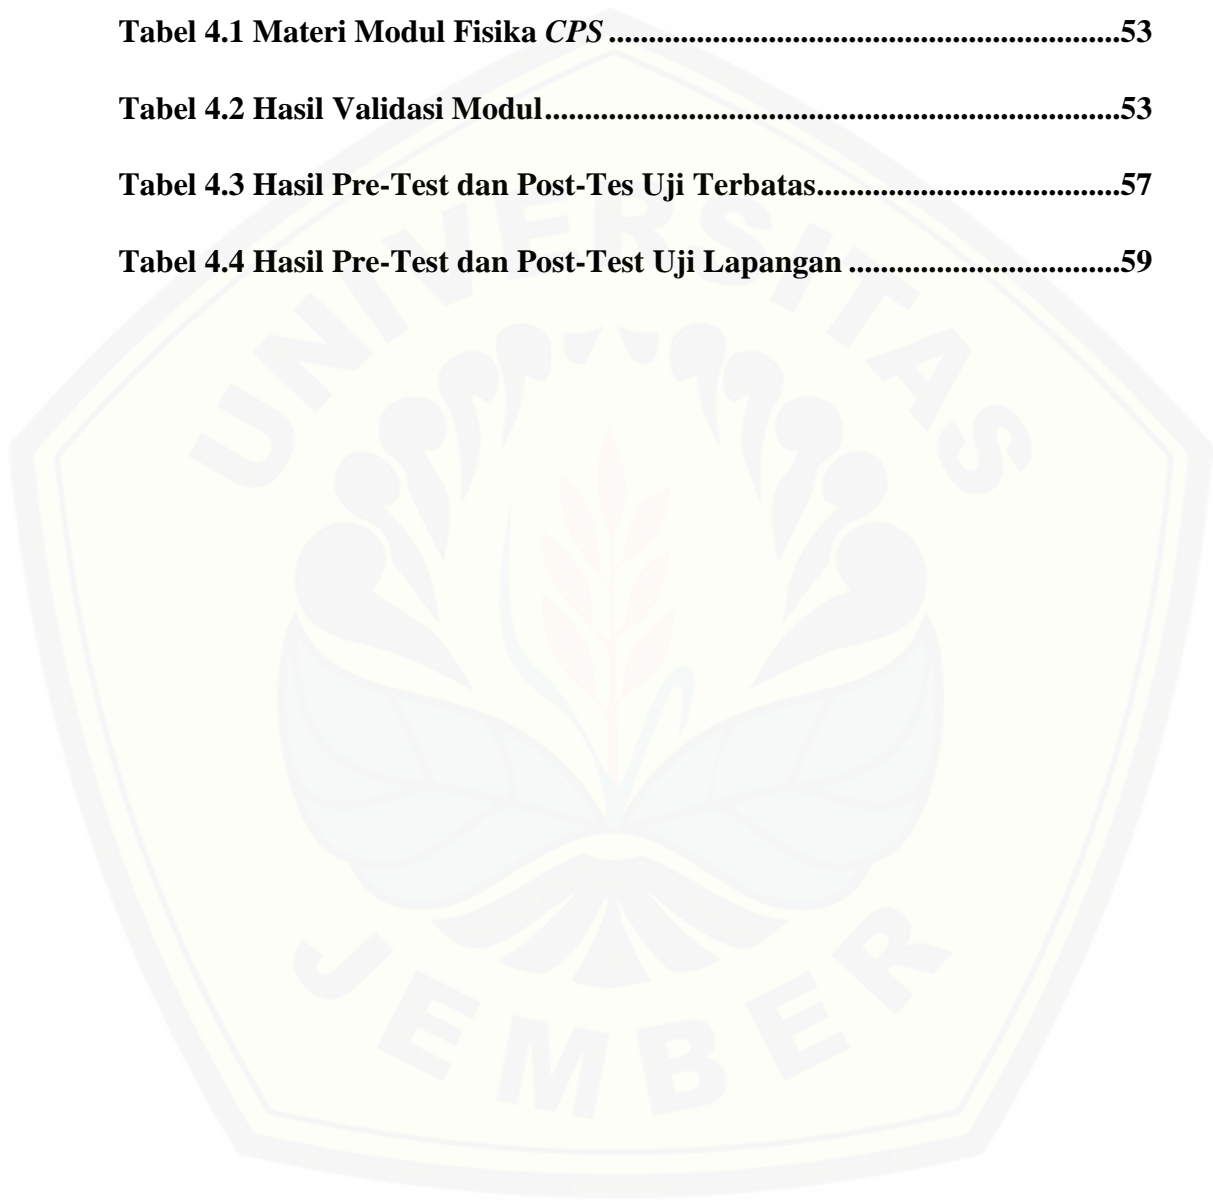 Tabel 4.1 Materi Modul Fisika CPS ................................................................53
Tabel 4.2 Hasil Validasi Modul........................................................................53
Tabel 4.3 Hasil Pre-Test dan Post-Tes Uji Terbatas......................................57
Tabel 4.4 Hasil Pre-Test dan Post-Test Uji Lapangan ..................................59
UNIVERSITAS
JEMBER